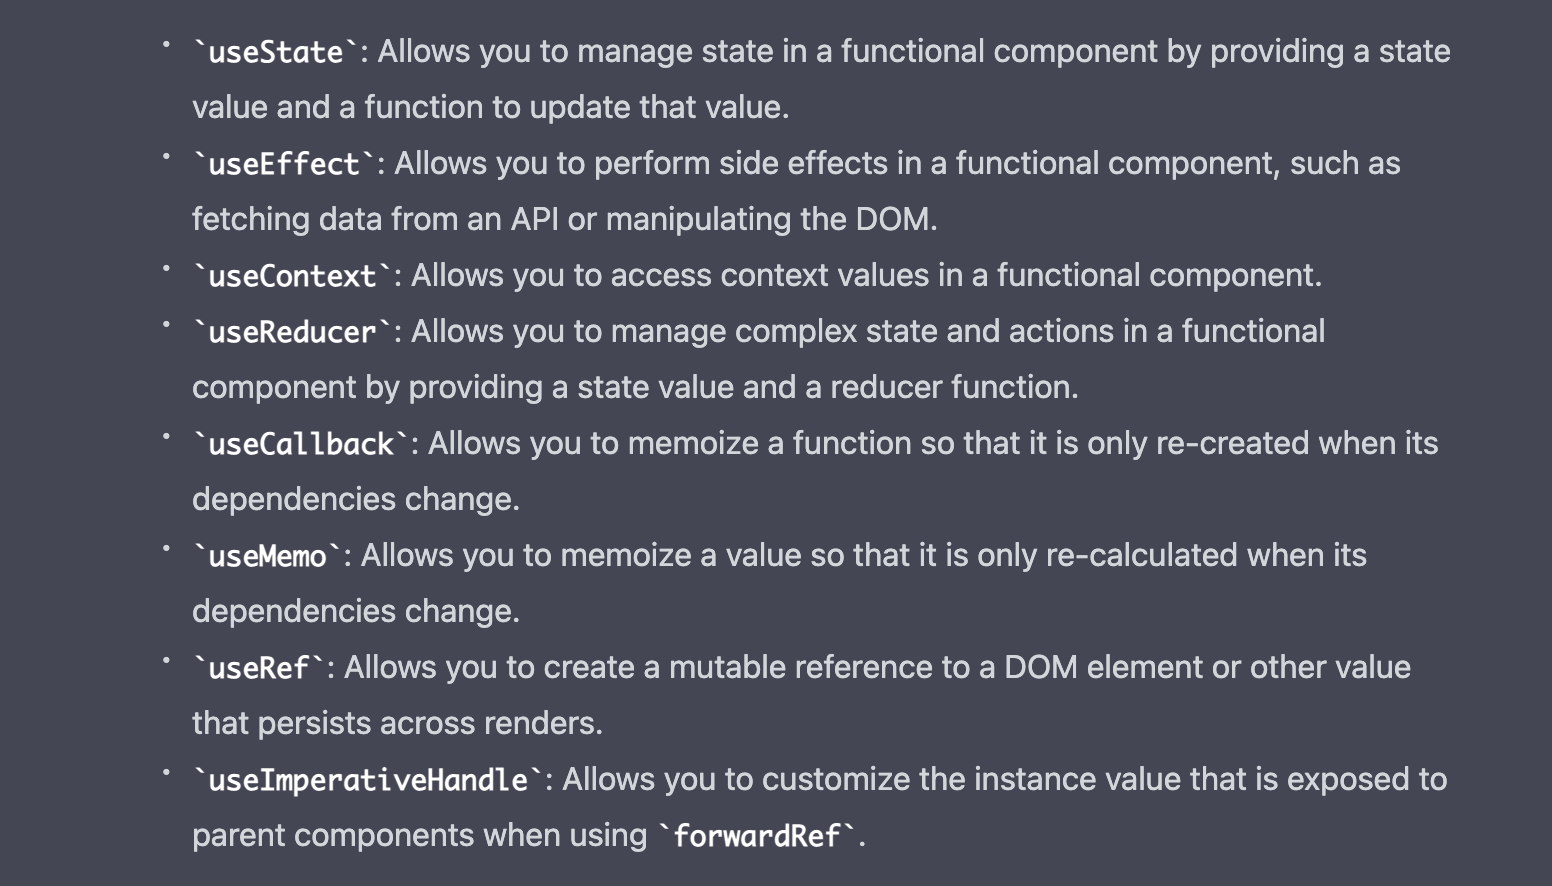 • `useState`: Allows you to manage state in a functional component by providing a state
value and a function to update that value.
• `useEffect`: Allows you to perform side effects in a functional component, such as
fetching data from an API or manipulating the DOM.
• `useContext`: Allows you to access context values in a functional component.
• `useReducer`: Allows you to manage complex state and actions in a functional
component by providing a state value and a reducer function.
• `useCallback`: Allows you to memoize a function so that it is only re-created when its
dependencies change.
• `useMemo`: Allows you to memoize a value so that it is only re-calculated when its
dependencies change.
• `useRef`: Allows you to create a mutable reference to a DOM element or other value
that persists across renders.
• `useImperativeHandle`: Allows you to customize the instance value that is exposed to
parent components when using `forwardRef`.